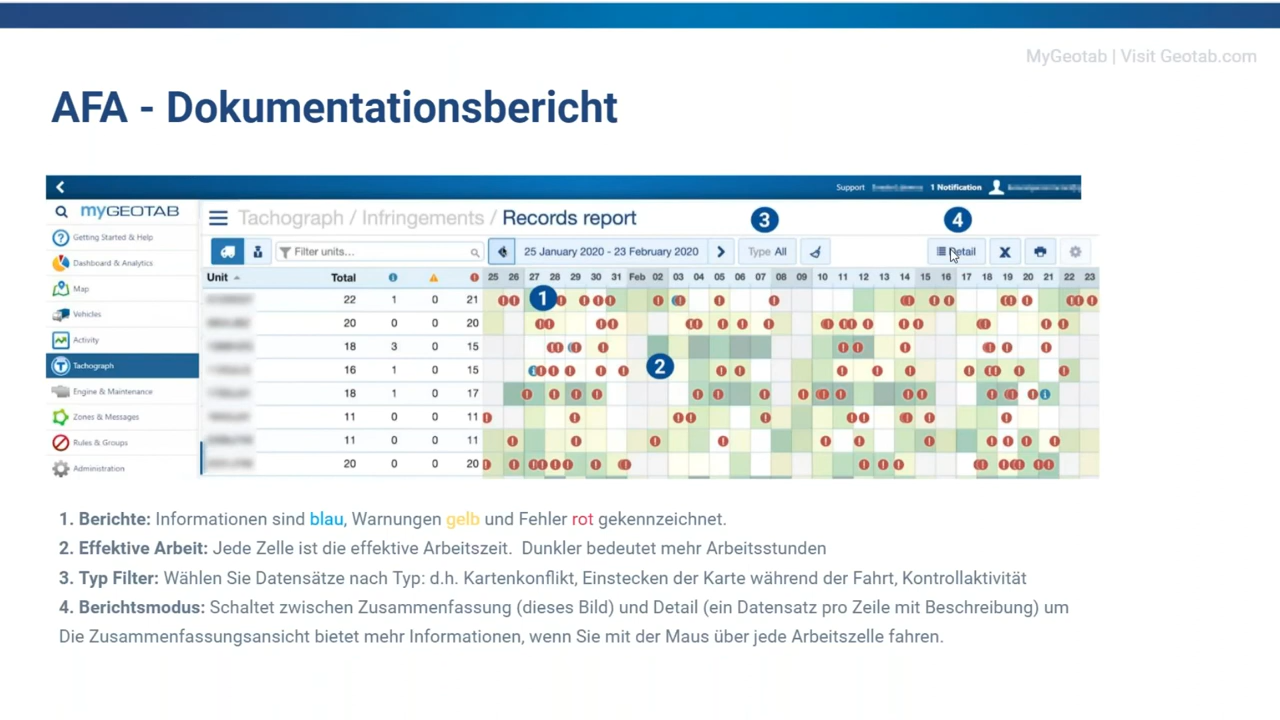 MyGeotab | Visit Geotab.com
AFA - Dokumentationsbericht
Support 1 Notification
myGEOTAB
Tachograph / Infringements / Records report
3
4
Getting Started & Help
Filter units...
25 January 2020 - 23 February 2020
Type All
Detail
X
Dashboard & Analytics
Unit Total 25 26 27 28 29 30 31 Feb 02 03 04 05 06 07 08 09 10 11 12 13 14 15 16 17 18 19 20 21 22 23
Map
22 1 0 21
1
Vehicles
20 0 0 20
Activity
18 3 0 15
Tachograph
16 1 0 15
2
Engine & Maintenance
18 1 0 17
Zones & Messages
11 0 0 11
Rules & Groups
11 0 0 11
Administration
20 0 0 20
1. Berichte: Informationen sind blau, Warnungen gelb und Fehler rot gekennzeichnet.
2. Effektive Arbeit: Jede Zelle ist die effektive Arbeitszeit. Dunkler bedeutet mehr Arbeitsstunden
3. Typ Filter: Wählen Sie Datensätze nach Typ: d.h. Kartenkonflikt, Einstecken der Karte während der Fahrt, Kontrollaktivität
4. Berichtsmodus: Schaltet zwischen Zusammenfassung (dieses Bild) und Detail (ein Datensatz pro Zeile mit Beschreibung) um
Die Zusammenfassungsansicht bietet mehr Informationen, wenn Sie mit der Maus über jede Arbeitszelle fahren.